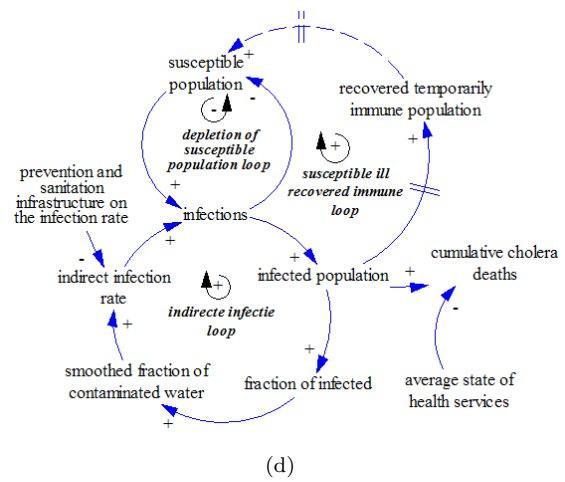 susceptible
population
+
-
recovered temporarily
immune population
+
-
depletion of
susceptible
population loop
+
susceptible ill
recovered immune
loop
prevention and
sanitation
infrastructure on
the infection rate
+
infections
+
-
indirect infection
rate
+
indirecte infectie
loop
+
infected population
+
cumulative cholera
deaths
-
+
+
smoothed fraction of
contaminated water
+
fraction of infected
average state of
health services
(d)